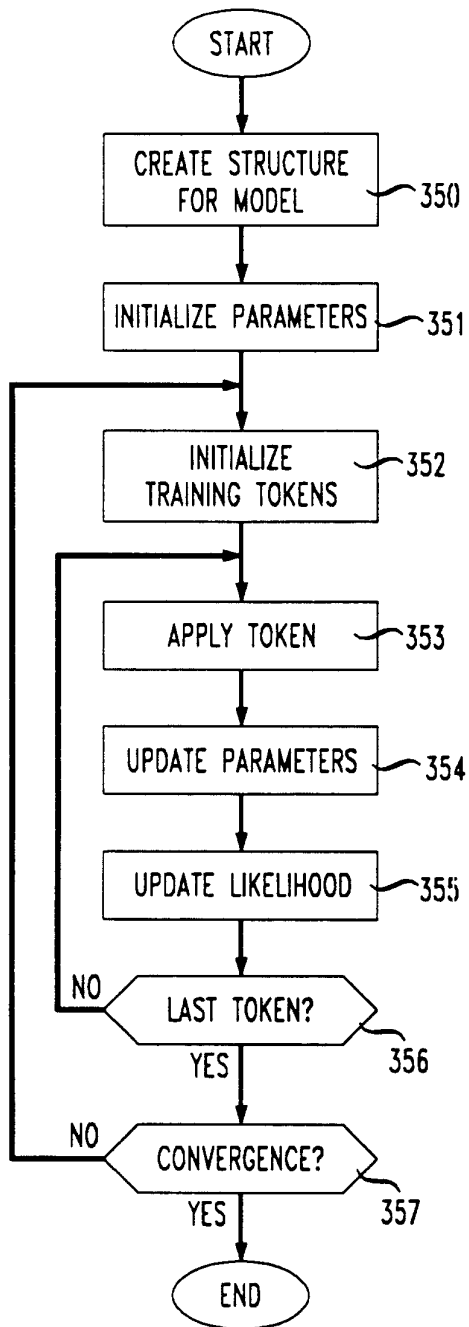 START
CREATE STRUCTURE
FOR MODEL
350
INITIALIZE PARAMETERS
351
INITIALIZE
TRAINING TOKENS
352
APPLY TOKEN
353
UPDATE PARAMETERS
354
UPDATE LIKELIHOOD
355
NO
LAST TOKEN?
356
YES
NO
CONVERGENCE?
357
YES
END